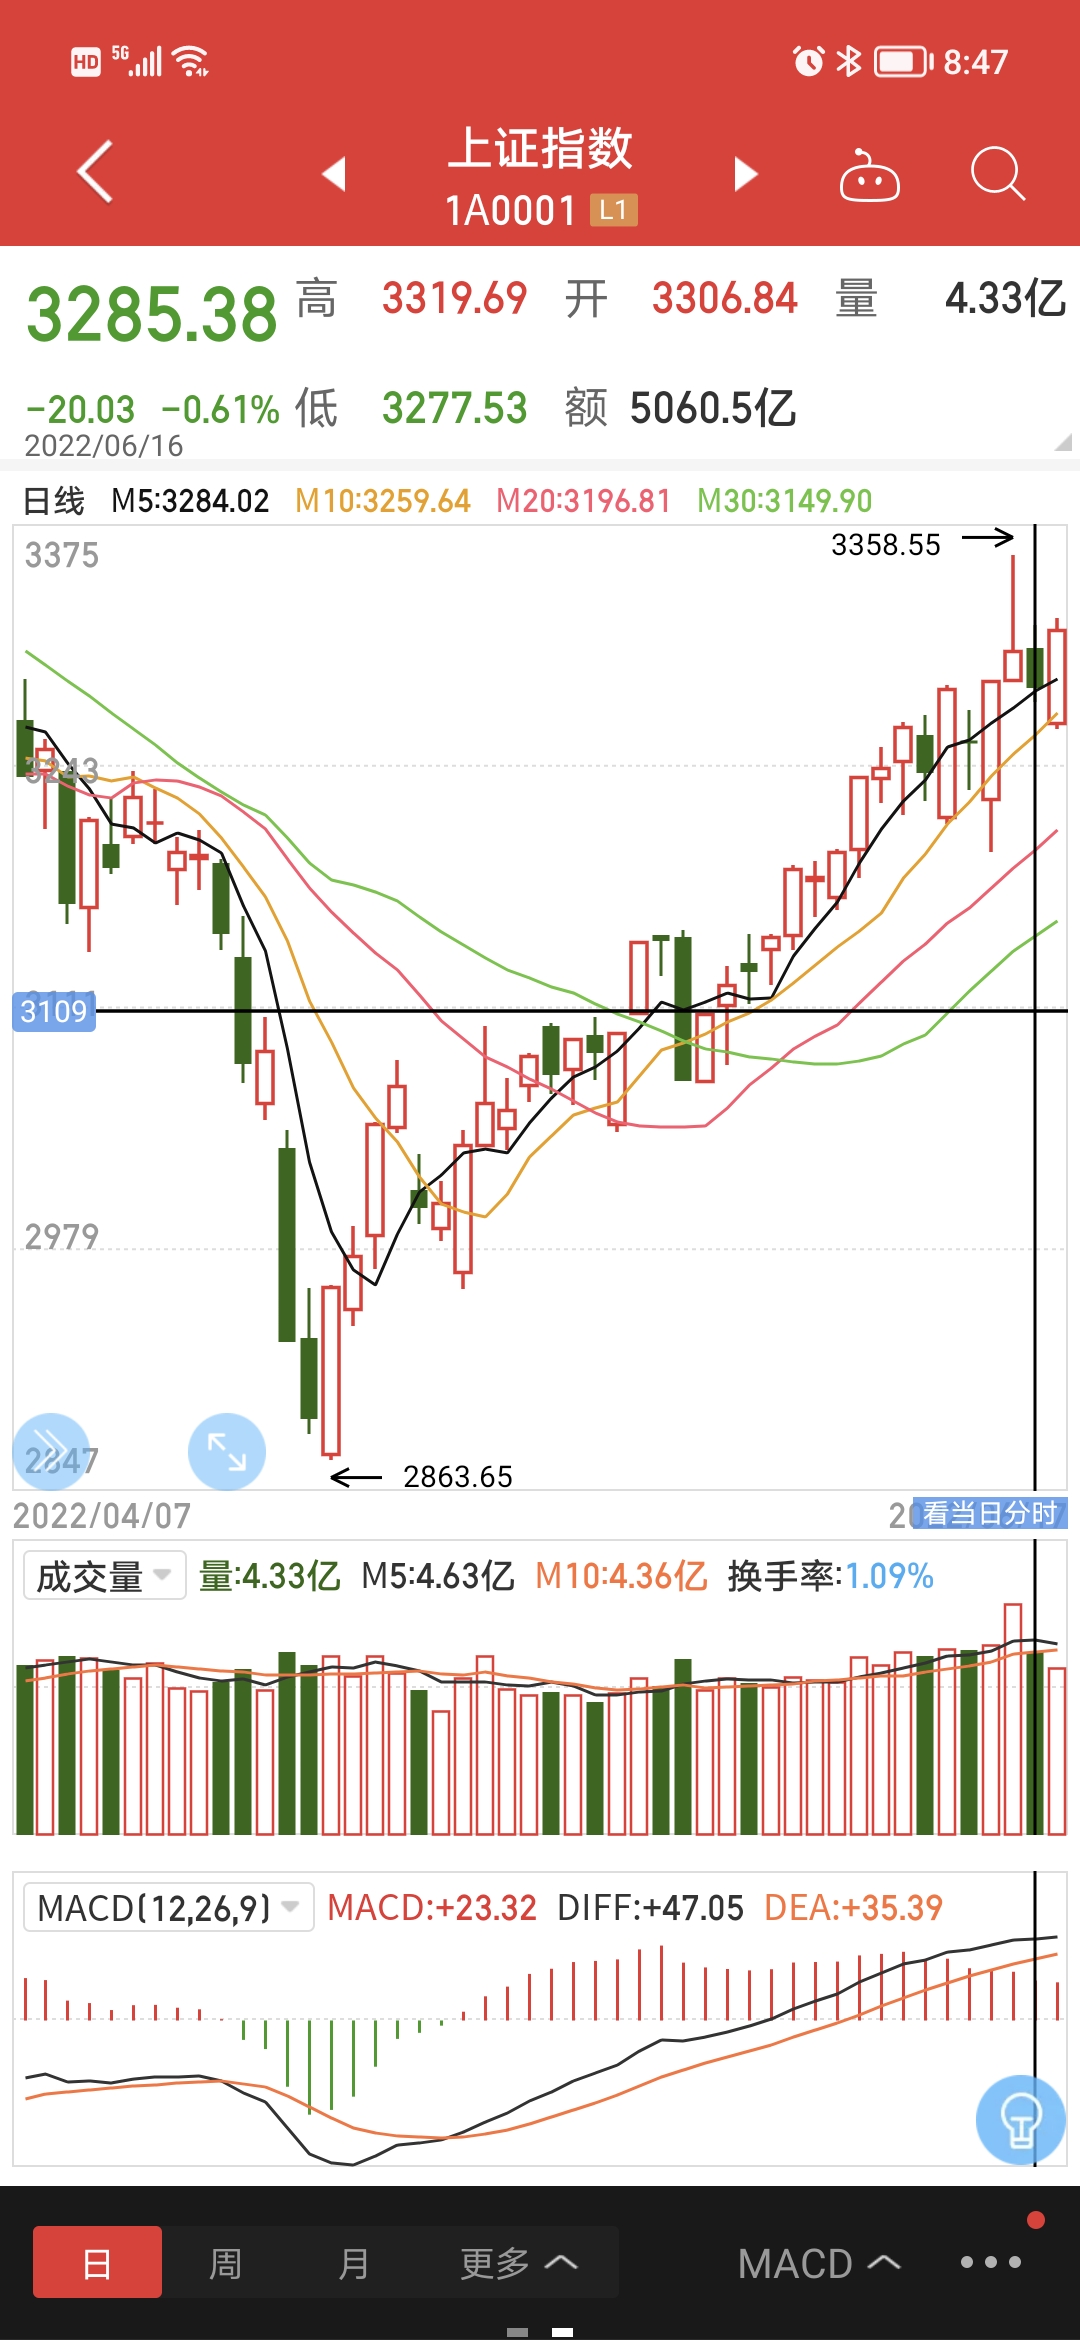 HD 5G 8:47
上证指数
1A0001 L1
3285.38 高 3319.69 开 3306.84 量 4.33亿
-20.03 -0.61% 低 3277.53 额 5060.5亿
2022/06/16
日线 M5:3284.02 M10:3259.64 M20:3196.81 M30:3149.90
3375
3358.55
3243
3109
2979
2847
2863.65
2022/04/07 看当日分时
成交量 量:4.33亿 M5:4.63亿 M10:4.36亿 换手率:1.09%
MACD(12,26,9) MACD:+23.32 DIFF:+47.05 DEA:+35.39
日 周 月 更多 MACD